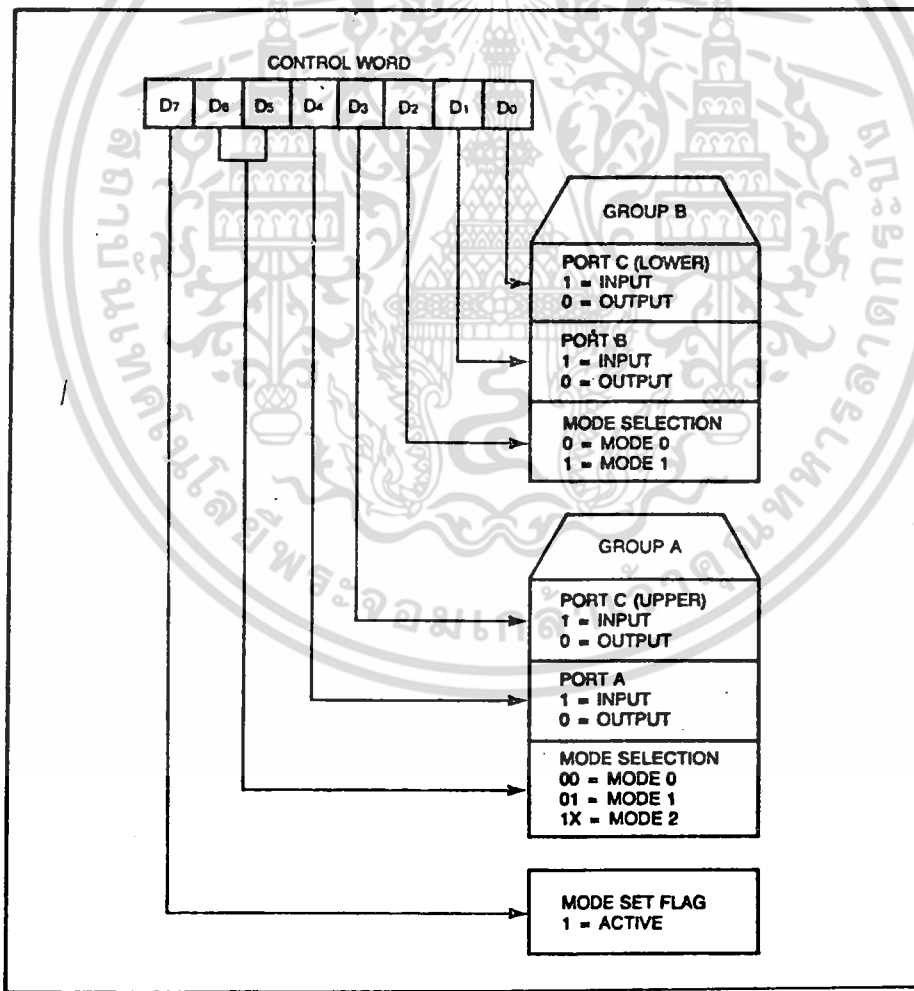 CONTROL WORD
D7 D6 D5 D4 D3 D2 D1 D0
GROUP B
PORT C (LOWER)
1 = INPUT
0 = OUTPUT
PORT B
1 = INPUT
0 = OUTPUT
MODE SELECTION
0 = MODE 0
1 = MODE 1
GROUP A
PORT C (UPPER)
1 = INPUT
0 = OUTPUT
PORT A
1 = INPUT
0 = OUTPUT
MODE SELECTION
00 = MODE 0
01 = MODE 1
1X = MODE 2
MODE SET FLAG
1 = ACTIVE